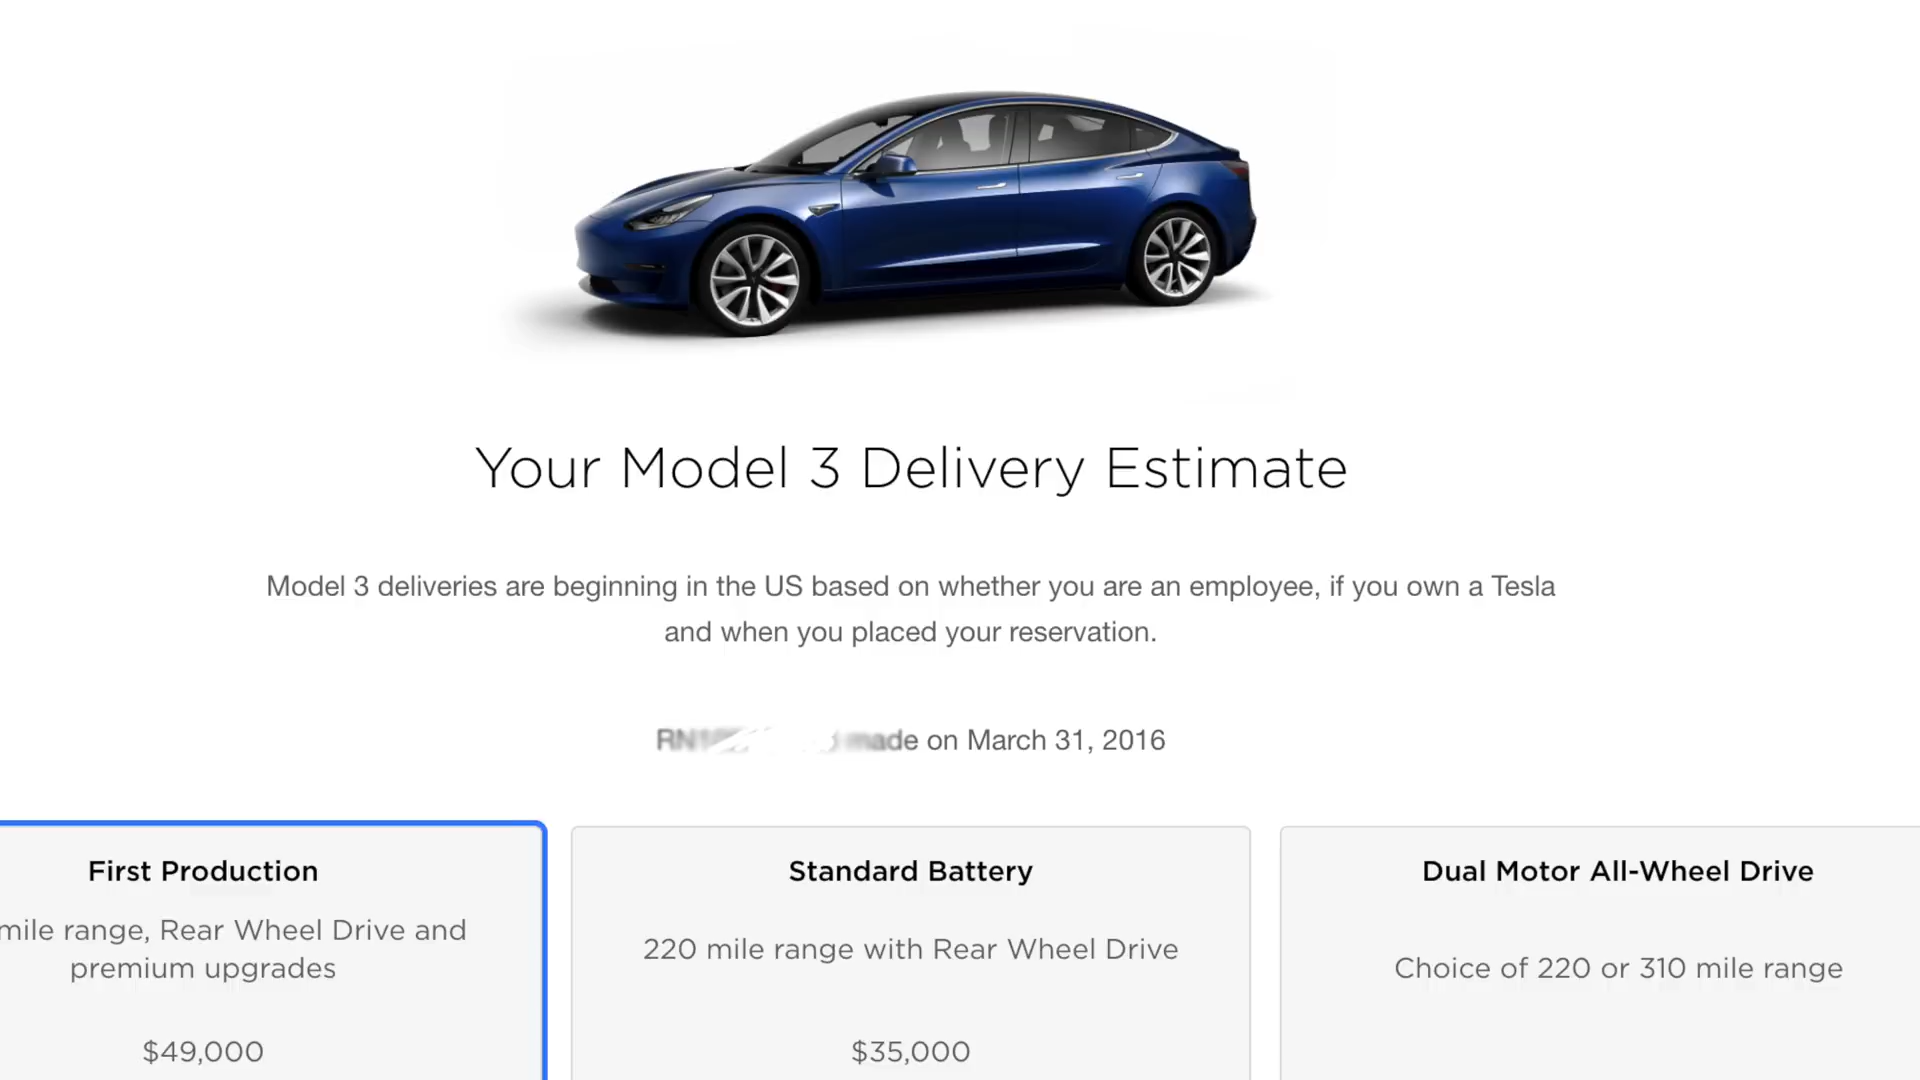 Your Model 3 Delivery Estimate
Model 3 deliveries are beginning in the US based on whether you are an employee, if you own a Tesla
and when you placed your reservation.
made on March 31, 2016
First Production
mile range, Rear Wheel Drive and
premium upgrades
$49,000
Standard Battery
220 mile range with Rear Wheel Drive
$35,000
Dual Motor All-Wheel Drive
Choice of 220 or 310 mile range